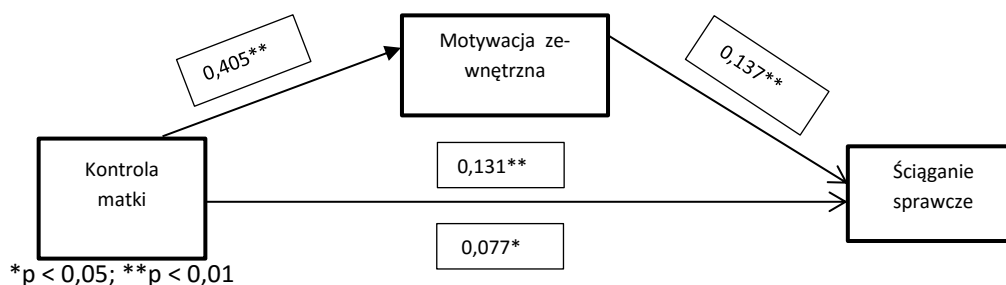 0,405**
Motywacja ze-
wnętrzna
0,137**
Kontrola
matki
0,131**
Ściąganie
sprawcze
0,077*
*p < 0,05; **p < 0,01